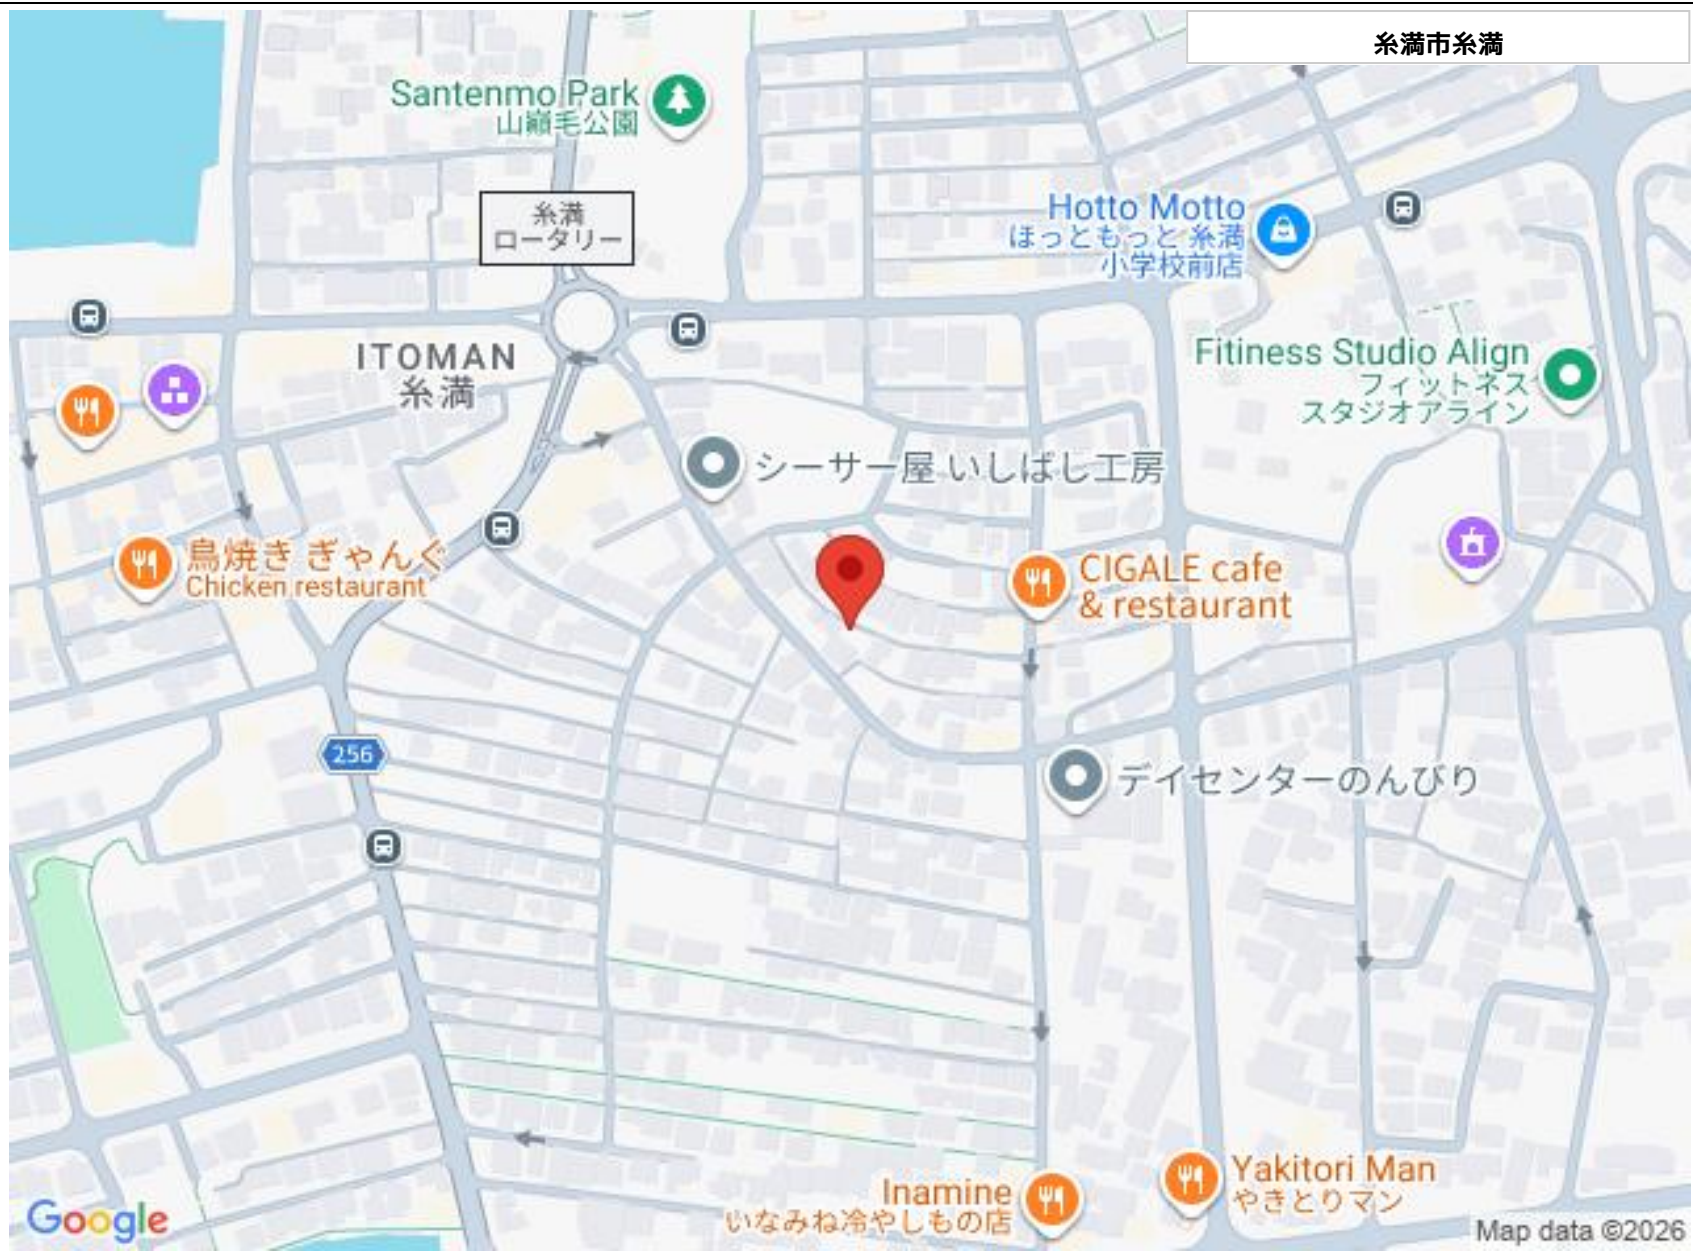 糸満市糸満
Santenmo Park
山巓毛公園
糸満
ロータリー
Hotto Motto
ほっともっと 糸満
小学校前店
ITOMAN
糸満
Fitiness Studio Align
フィットネス
スタジオアライン
シーサー屋 いしばし工房
鳥焼き ぎゃんぐ
Chicken restaurant
CIGALE cafe
& restaurant
256
デイセンターのんびり
Inamine
いなみね冷やしもの店
Yakitori Man
やきとりマン
Google
Map data ©2026